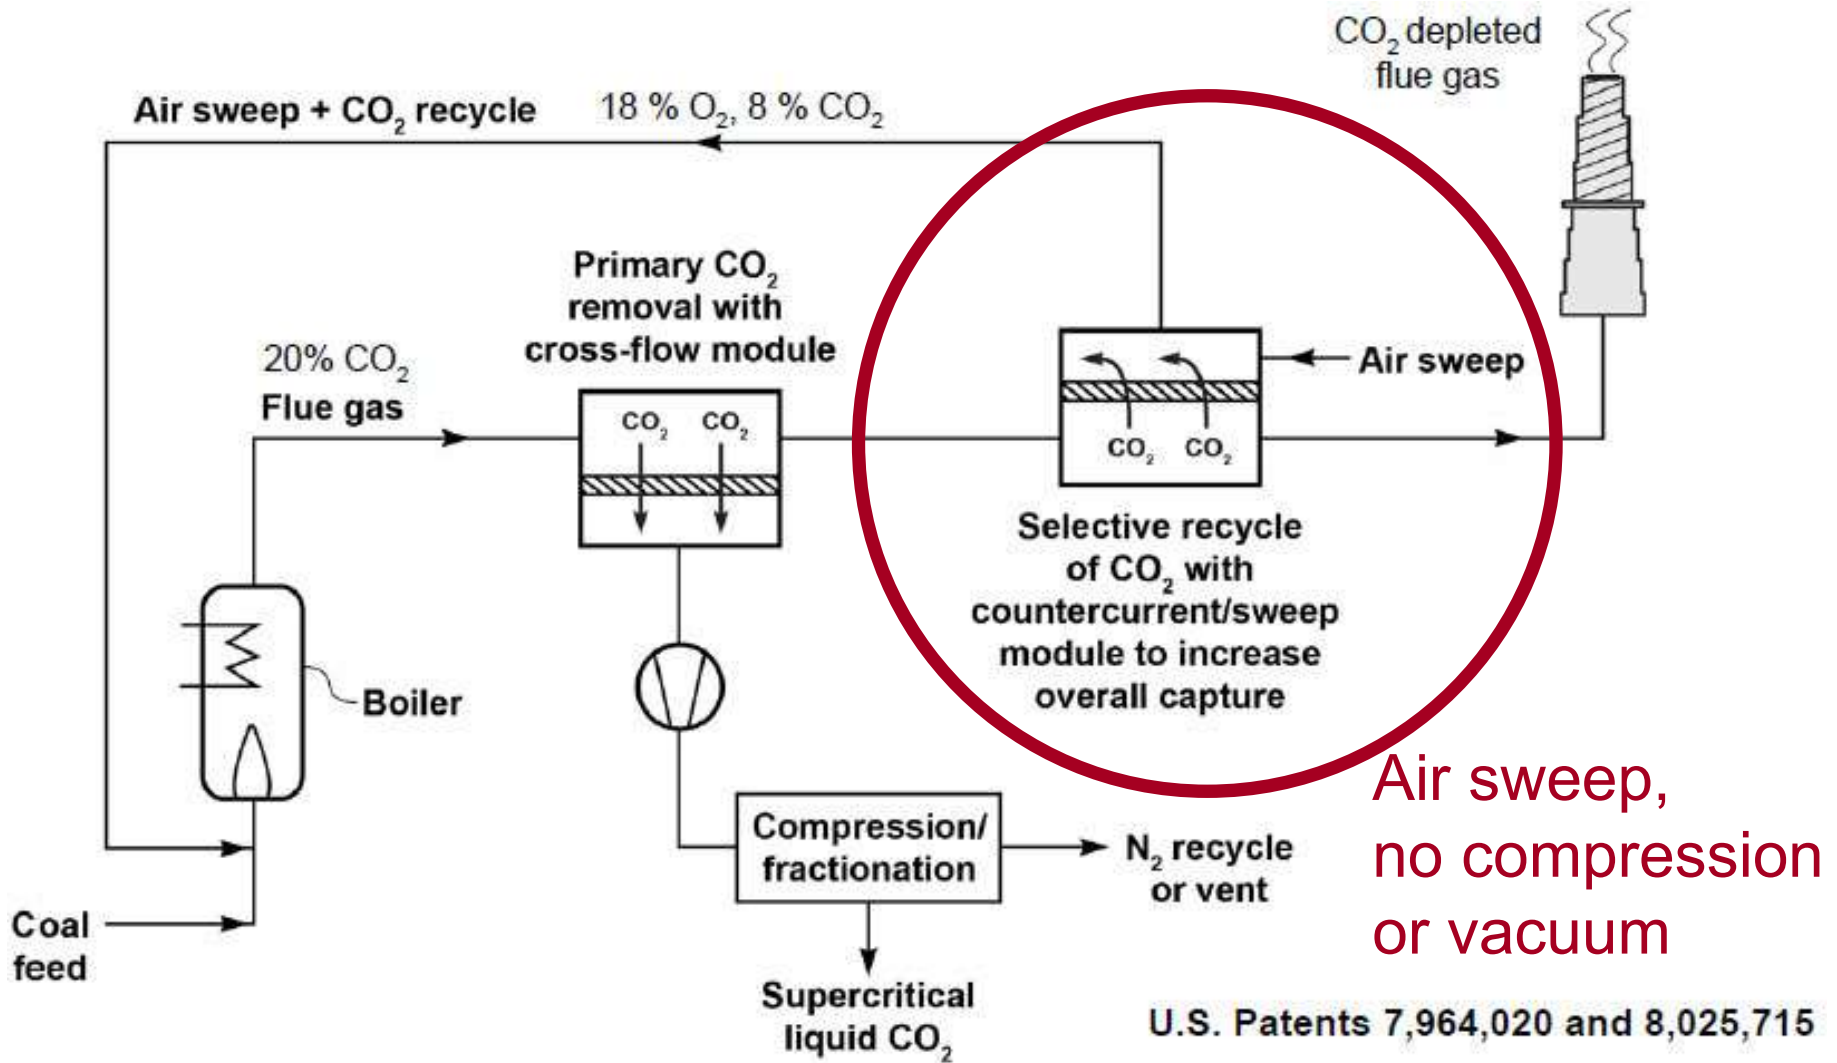 CO₂ depleted
flue gas
Air sweep + CO₂ recycle
18 % O₂, 8 % CO₂
Primary CO₂
removal with
cross-flow module
20% CO₂
Flue gas
CO₂ CO₂
Air sweep
CO₂ CO₂
Selective recycle
of CO₂ with
countercurrent/sweep
module to increase
overall capture
Boiler
Air sweep,
no compression
or vacuum
Compression/
fractionation
N₂ recycle
or vent
Coal
feed
Supercritical
liquid CO₂
U.S. Patents 7,964,020 and 8,025,715